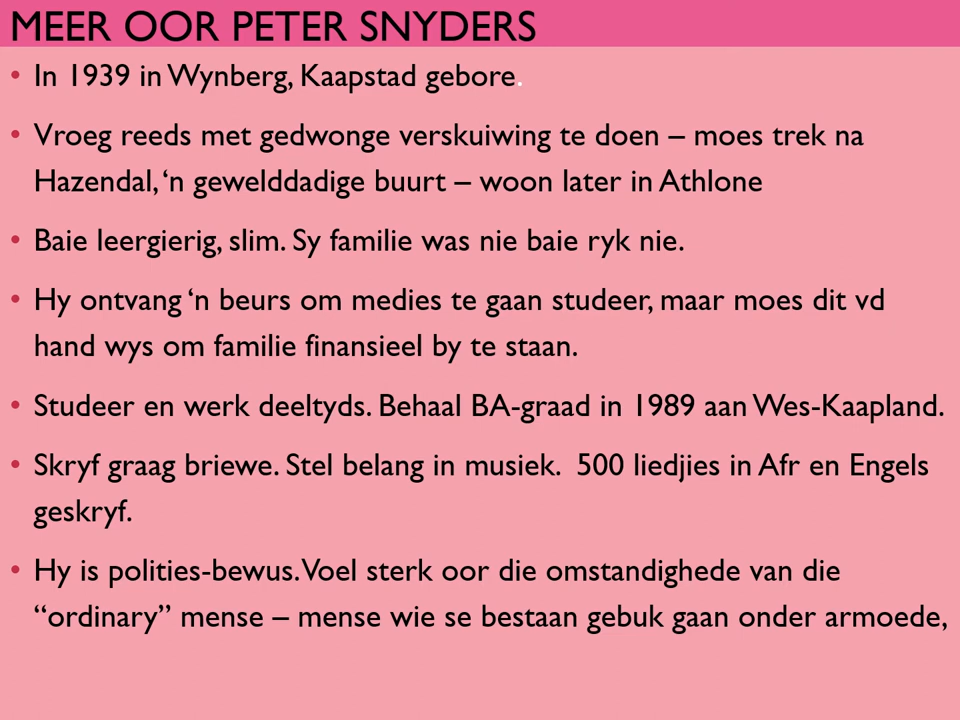 MEER OOR PETER SNYDERS
• In 1939 in Wynberg, Kaapstad gebore.
• Vroeg reeds met gedwonge verskuiwing te doen – moes trek na
Hazendal, ‘n gewelddadige buurt – woon later in Athlone
• Baie leergierig, slim. Sy familie was nie baie ryk nie.
• Hy ontvang ‘n beurs om medies te gaan studeer, maar moes dit vd
hand wys om familie finansieel by te staan.
• Studeer en werk deeltyds. Behaal BA-graad in 1989 aan Wes-Kaapland.
• Skryf graag briewe. Stel belang in musiek. 500 liedjies in Afr en Engels
geskryf.
• Hy is polities-bewus. Voel sterk oor die omstandighede van die
“ordinary” mense – mense wie se bestaan gebuk gaan onder armoede,